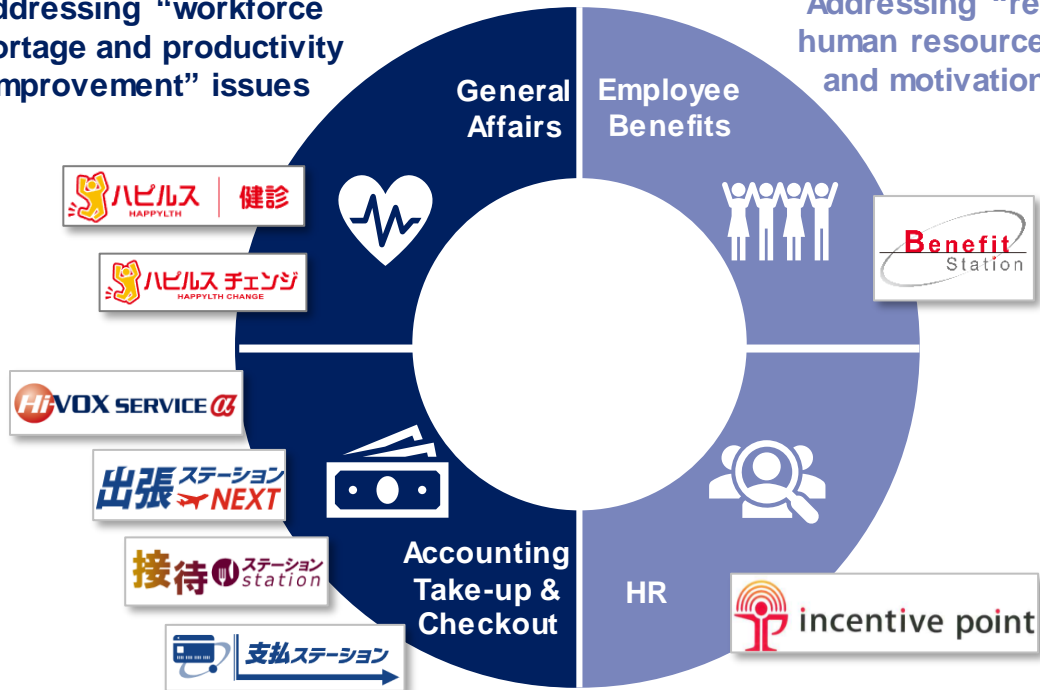 ddressing “workforce
ortage and productivity
mprovement” issues
Addressing “re
human resource
and motivation
General
Affairs
Employee
Benefits
ハピルス 健診
HAPPYLTH
ハピルス チェンジ
HAPPYLTH CHANGE
Benefit
Station
Hi-VOX SERVICE α
出張 ステーション
NEXT
接待 ステーション
station
支払ステーション
Accounting
Take-up &
Checkout
HR
incentive point